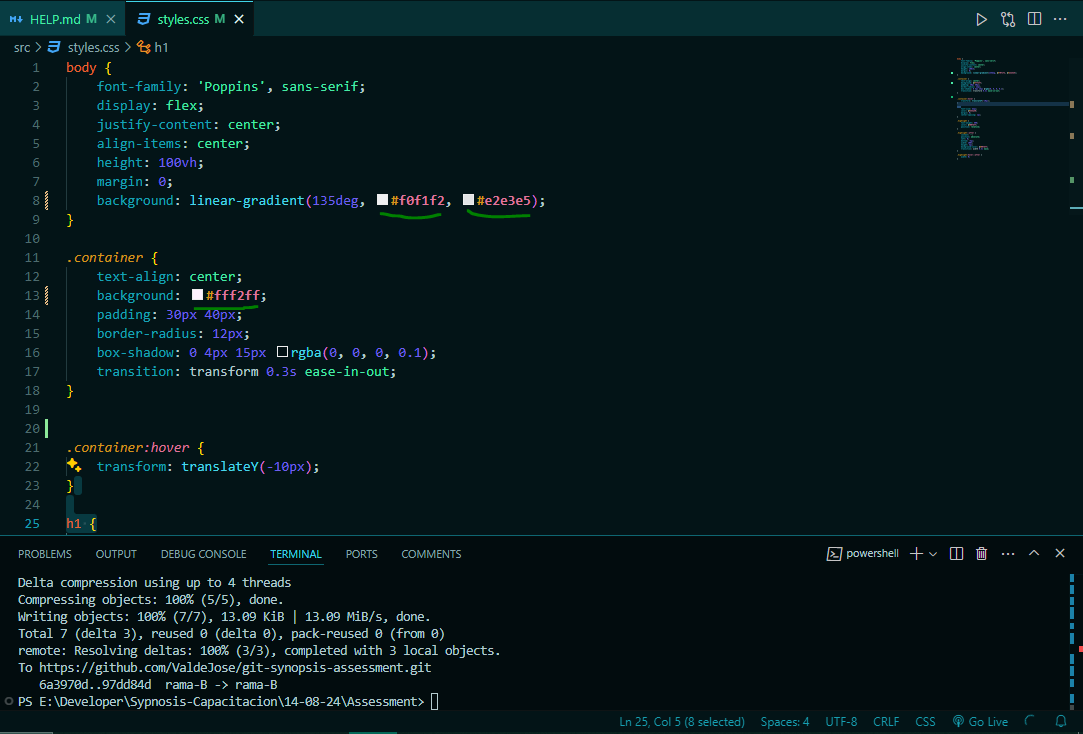 HELP.md M
styles.css M
src > styles.css > h1
1 body {
2 font-family: 'Poppins', sans-serif;
3 display: flex;
4 justify-content: center;
5 align-items: center;
6 height: 100vh;
7 margin: 0;
8 background: linear-gradient(135deg, #f0f1f2, #e2e3e5);
9 }
10
11 .container {
12 text-align: center;
13 background: #fff2ff;
14 padding: 30px 40px;
15 border-radius: 12px;
16 box-shadow: 0 4px 15px rgba(0, 0, 0, 0.1);
17 transition: transform 0.3s ease-in-out;
18 }
19
20
21 .container:hover {
22 transform: translateY(-10px);
23 }
24
25 h1 {
PROBLEMS OUTPUT DEBUG CONSOLE TERMINAL PORTS COMMENTS powershell
Delta compression using up to 4 threads
Compressing objects: 100% (5/5), done.
Writing objects: 100% (7/7), 13.09 KiB | 13.09 MiB/s, done.
Total 7 (delta 3), reused 0 (delta 0), pack-reused 0 (from 0)
remote: Resolving deltas: 100% (3/3), completed with 3 local objects.
To https://github.com/ValdeJose/git-synopsis-assessment.git
6a3970d..97dd84d rama-B -> rama-B
PS E:\Developer\Sypnosis-Capacitacion\14-08-24\Assessment>
Ln 25, Col 5 (8 selected) Spaces: 4 UTF-8 CRLF CSS Go Live